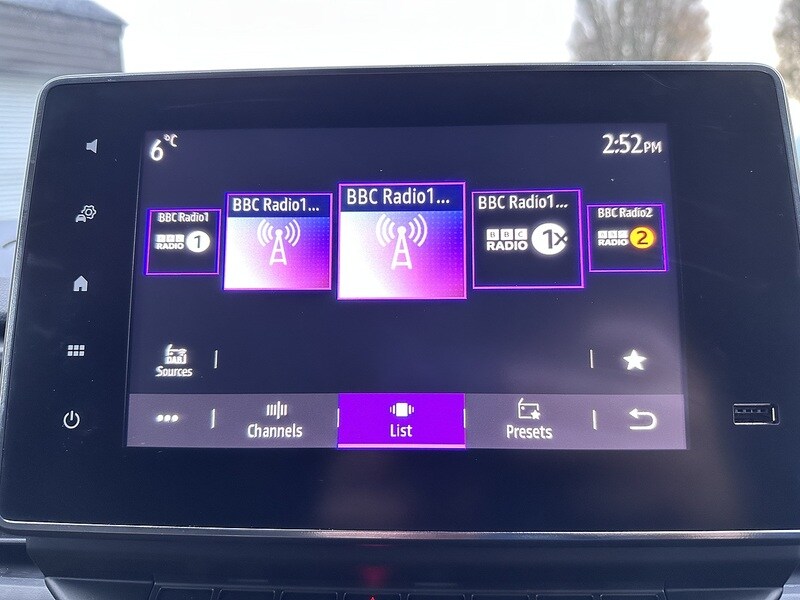 6°C
2:52PM
BBC Radio1
BBC RADIO 1
BBC Radio1...
BBC Radio1...
BBC Radio1...
BBC RADIO 1x
BBC Radio2
BBC RADIO 2
DAB
Sources
Channels
List
Presets